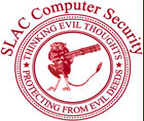 SLAC Computer Security
THINKING EVIL THOUGHTS
PROTECTING FROM EVIL DEEDS